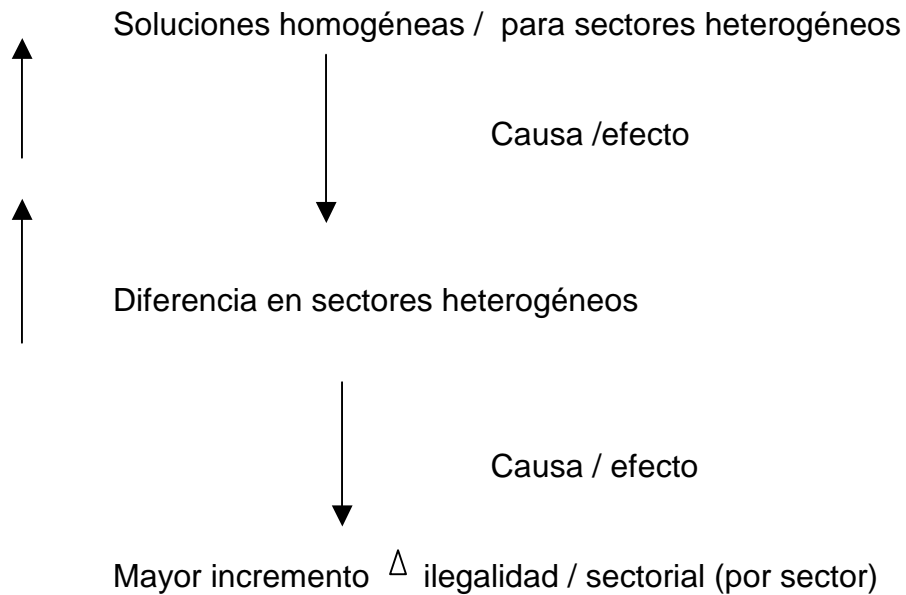 Soluciones homogéneas / para sectores heterogéneos
Causa /efecto
Diferencia en sectores heterogéneos
Causa / efecto
Mayor incremento Δ ilegalidad / sectorial (por sector)